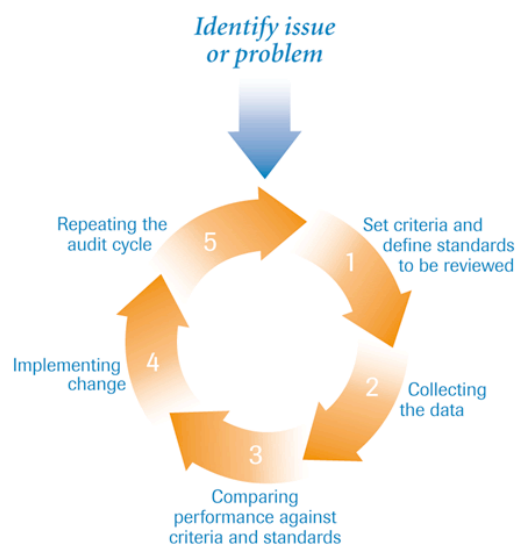 Identify issue
or problem
1
Set criteria and
define standards
to be reviewed
2
Collecting
the data
3
Comparing
performance against
criteria and standards
4
Implementing
change
5
Repeating the
audit cycle